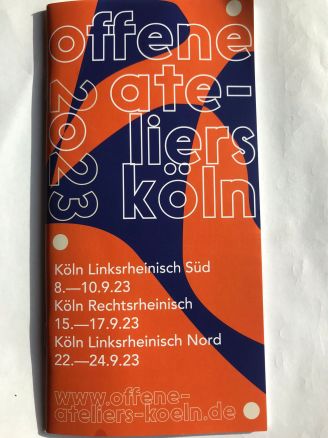 offene
ate-
liers
köln
2023
Köln Linksrheinisch Süd
8.—10.9.23
Köln Rechtsrheinisch
15.—17.9.23
Köln Linksrheinisch Nord
22.—24.9.23
www.offene-
ateliers-koeln.de